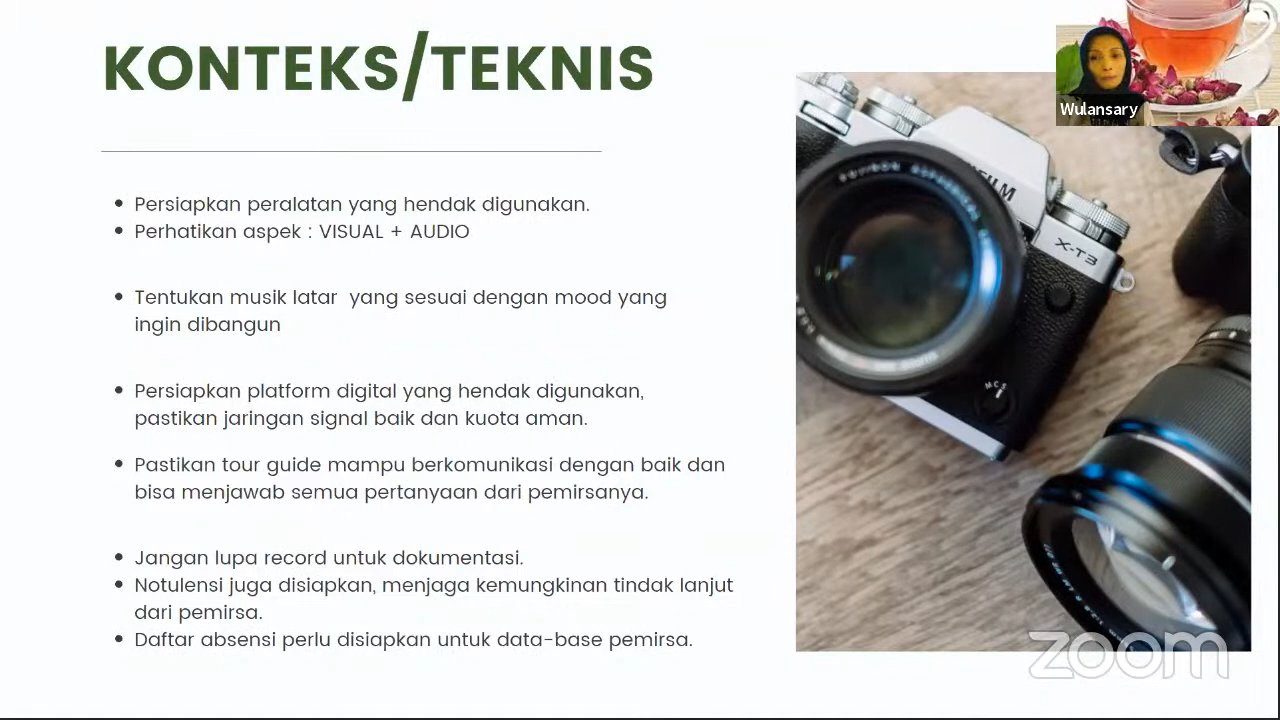 KONTEKS/TEKNIS
Wulansary
Persiapkan peralatan yang hendak digunakan.
Perhatikan aspek : VISUAL + AUDIO
Tentukan musik latar yang sesuai dengan mood yang
ingin dibangun
Persiapkan platform digital yang hendak digunakan,
pastikan jaringan signal baik dan kuota aman.
Pastikan tour guide mampu berkomunikasi dengan baik dan
bisa menjawab semua pertanyaan dari pemirsanya.
Jangan lupa record untuk dokumentasi.
Notulensi juga disiapkan, menjaga kemungkinan tindak lanjut
dari pemirsa.
Daftar absensi perlu disiapkan untuk data-base pemirsa.
X-T3
M C S
zoom